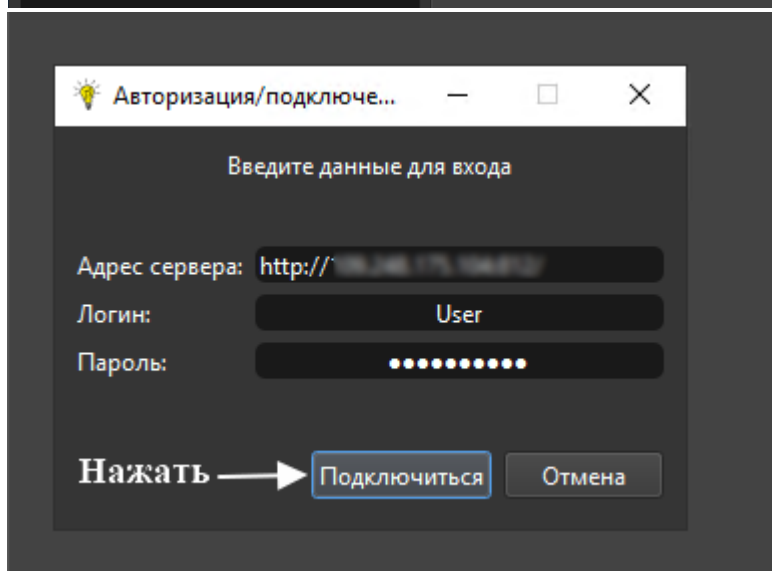 Авторизация/подключе...
Введите данные для входа
Адрес сервера: http://
Логин: User
Пароль: ●●●●●●●●●●
Нажать Подключиться Отмена